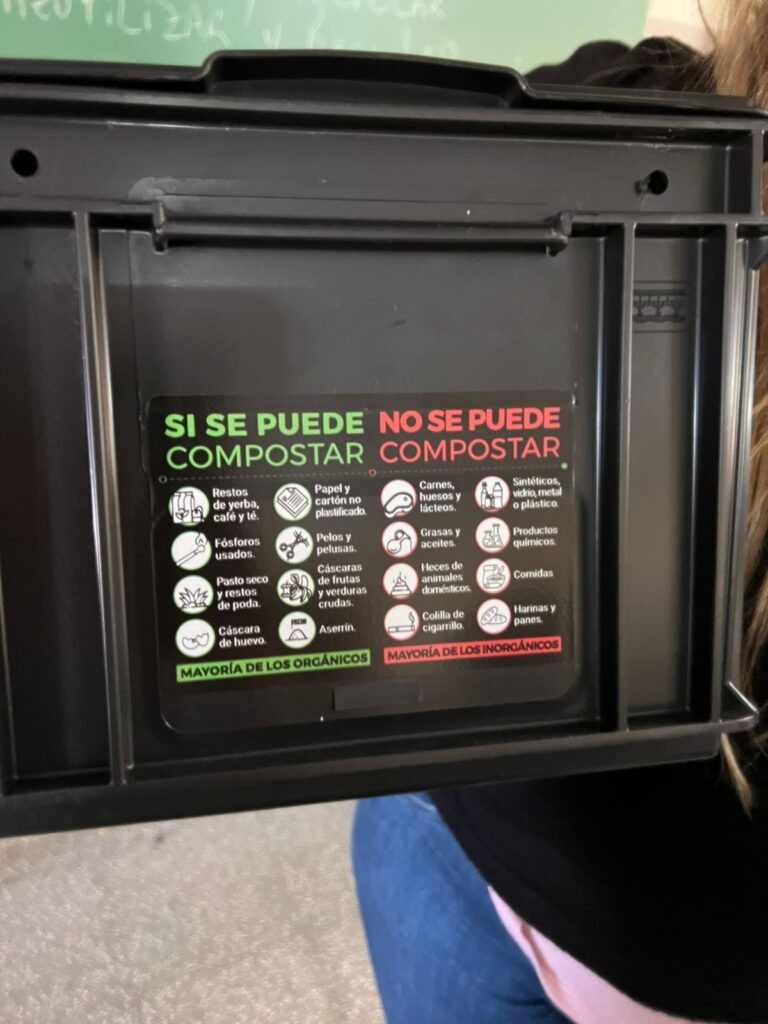 SI SE PUEDE
COMPOSTAR
Restos
de yerba,
café y té.
Papel y
cartón no
plastificado.
Fósforos
usados.
Pelos y
pelusas.
Pasto seco
y restos
de poda.
Cáscaras
de frutas
y verduras
crudas.
Cáscara
de huevo.
Aserrín.
MAYORÍA DE LOS ORGÁNICOS
NO SE PUEDE
COMPOSTAR
Carnes,
huesos y
lácteos.
Sintéticos,
vidrio, metal
o plástico.
Grasas y
aceites.
Productos
químicos.
Heces de
animales
domésticos.
Comidas
Colilla de
cigarrillo.
Harinas y
panes.
MAYORÍA DE LOS INORGÁNICOS